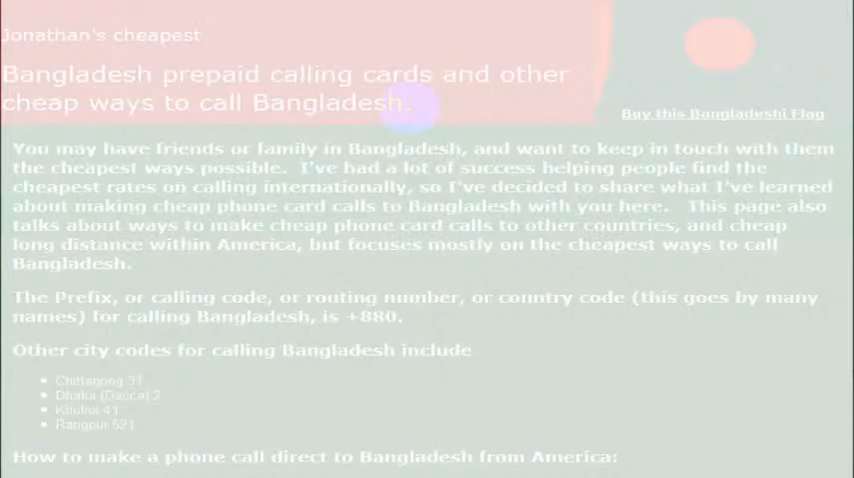 Jonathan's cheapest
Bangladesh prepaid calling cards and other
cheap ways to call Bangladesh.
Buy this Bangladeshi Flag
You may have friends or family in Bangladesh, and want to keep in touch with them
the cheapest ways possible.  I've had a lot of success helping people find the
cheapest rates on calling internationally, so I've decided to share what I've learned
about making cheap phone card calls to Bangladesh with you here.   This page also
talks about ways to make cheap phone card calls to other countries, and cheap
long distance within America, but focuses mostly on the cheapest ways to call
Bangladesh.
The Prefix, or calling code, or routing number, or country code (this goes by many
names) for calling Bangladesh, is +880.
Other city codes for calling Bangladesh include
Chittagong 31
Dhaka (Dacca) 2
Khulna 41
Rangpur 521
How to make a phone call direct to Bangladesh from America: